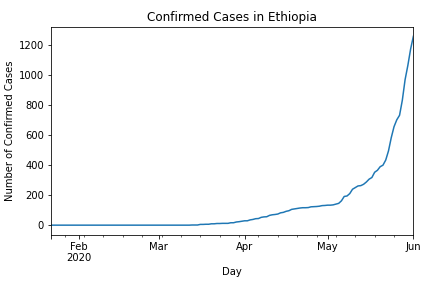 Confirmed Cases in Ethiopia
Number of Confirmed Cases
1200
1000
800
600
400
200
0
Feb
2020
Mar
Apr
May
Jun
Day